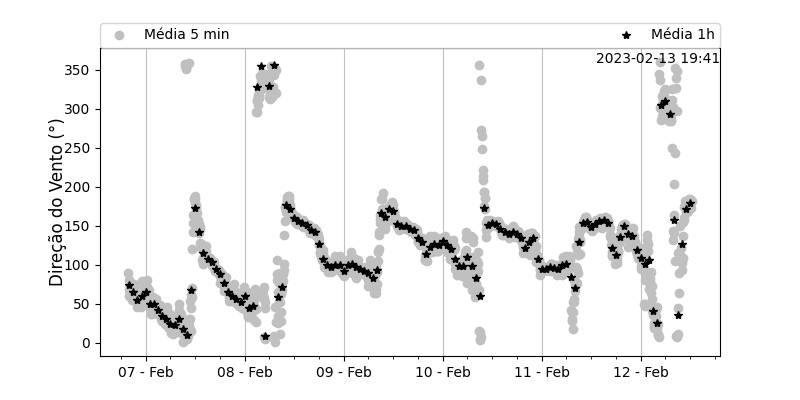 Média 5 min
Média 1h
2023-02-13 19:41
Direção do Vento (°)
350
300
250
200
150
100
50
0
07 - Feb
08 - Feb
09 - Feb
10 - Feb
11 - Feb
12 - Feb